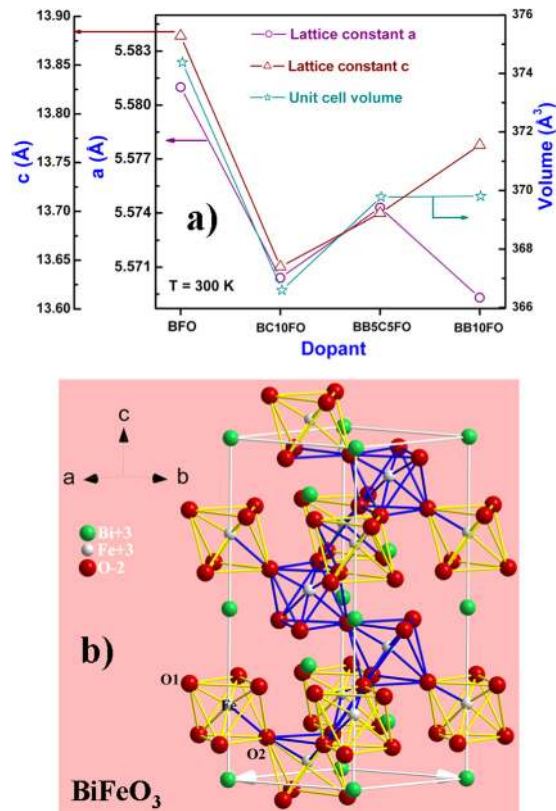 13.90
13.85
13.80
13.75
13.70
13.65
13.60
c (Å)
5.583
5.580
5.577
5.574
5.571
a (Å)
376
374
372
370
368
366
Volume (Å³)
Lattice constant a
Lattice constant c
Unit cell volume
a)
T = 300 K
BFO
BC10FO
BB5C5FO
BB10FO
Dopant
c
a
b
Bi+3
Fe+3
O-2
b)
O1
Fe
O2
BiFeO₃